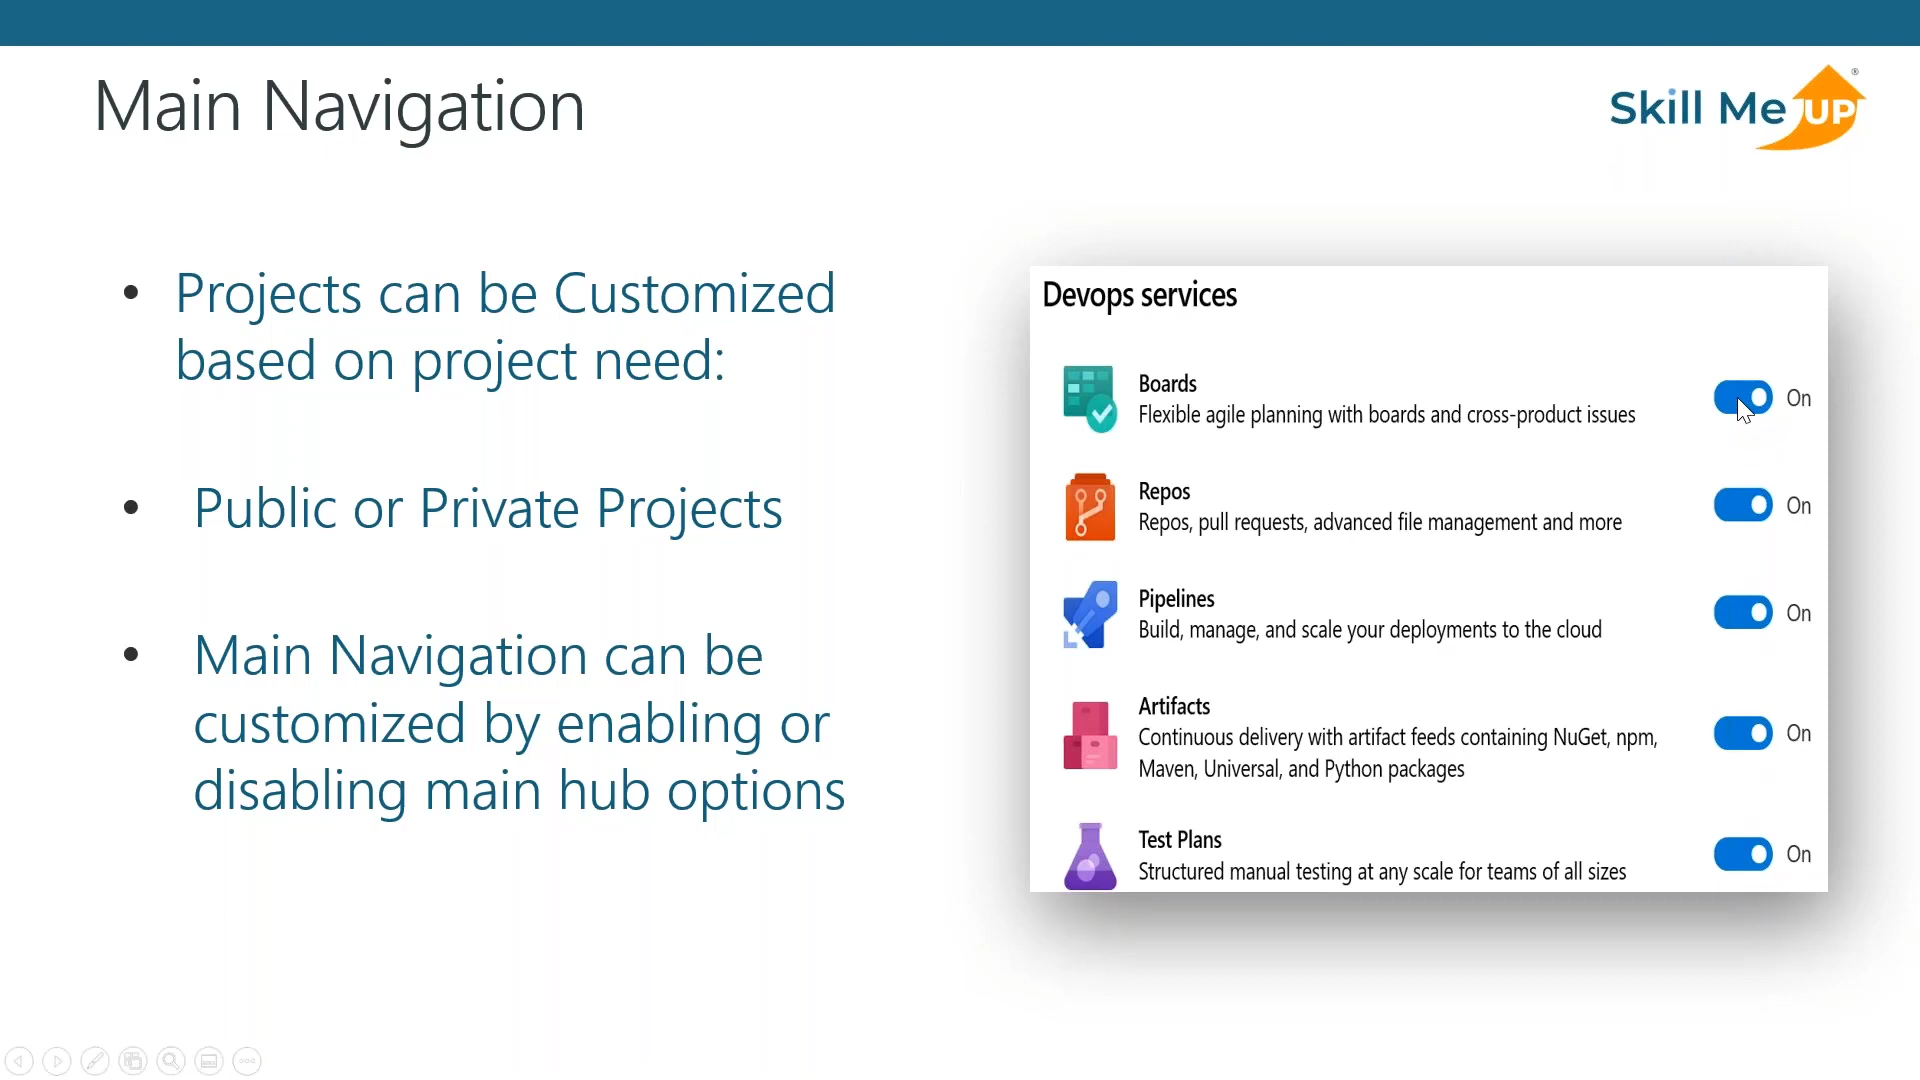 Main Navigation
Skill Me UP®
• Projects can be Customized
based on project need:
• Public or Private Projects
• Main Navigation can be
customized by enabling or
disabling main hub options
Devops services
Boards
Flexible agile planning with boards and cross-product issues
On
Repos
Repos, pull requests, advanced file management and more
On
Pipelines
Build, manage, and scale your deployments to the cloud
On
Artifacts
Continuous delivery with artifact feeds containing NuGet, npm,
Maven, Universal, and Python packages
On
Test Plans
Structured manual testing at any scale for teams of all sizes
On